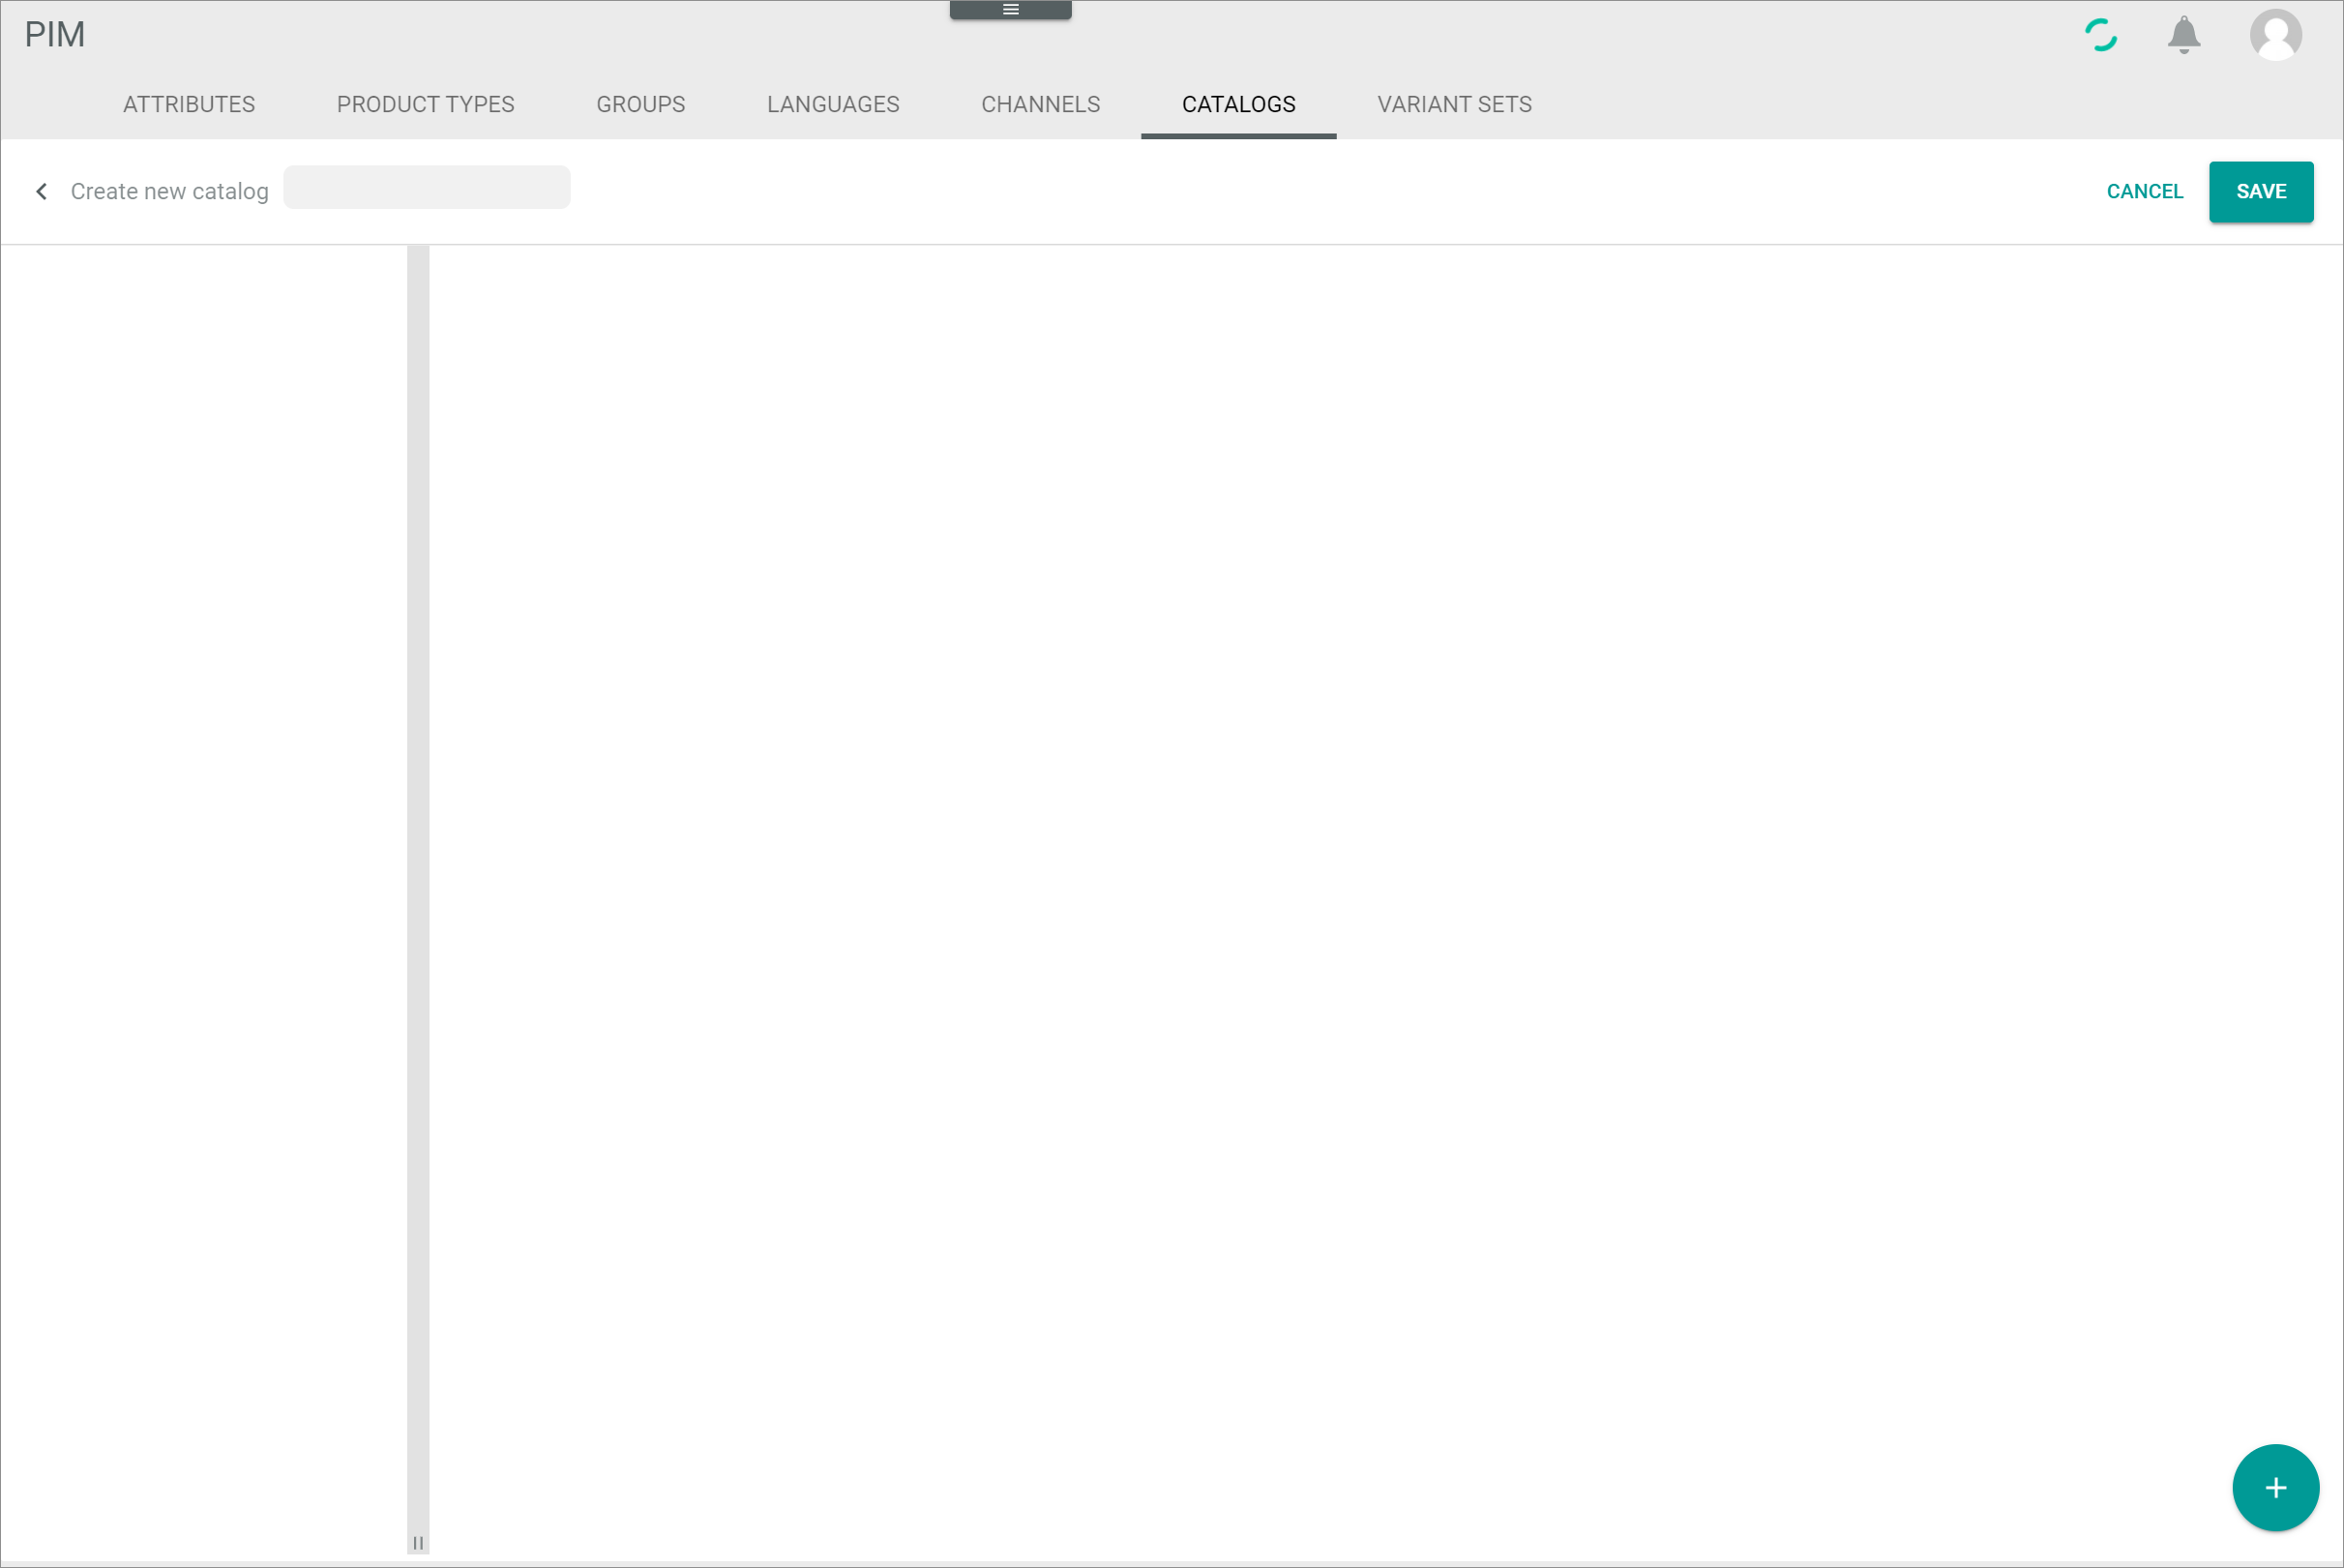 PIM
ATTRIBUTES PRODUCT TYPES GROUPS LANGUAGES CHANNELS CATALOGS VARIANT SETS
Create new catalog CANCEL SAVE